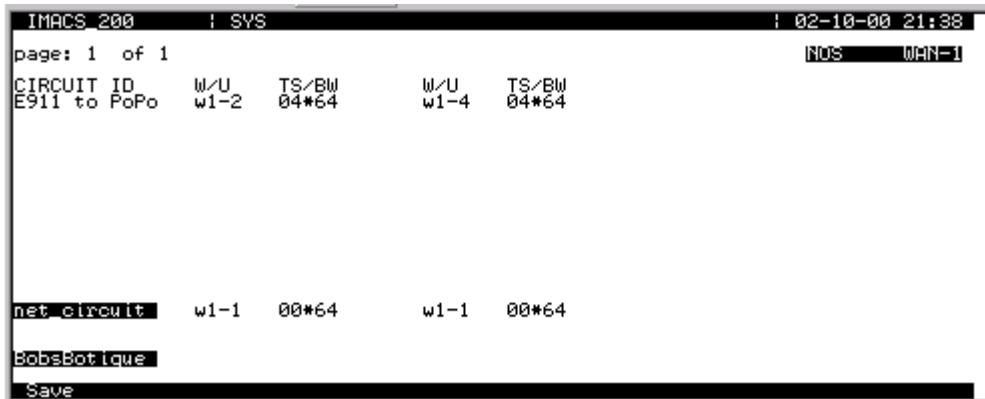 IMACS_200 | SYS | 02-10-00 21:38
page: 1 of 1 NOS WAN-1
CIRCUIT ID W/U TS/BW W/U TS/BW
E911 to PoPo w1-2 04*64 w1-4 04*64
net_circuit w1-1 00*64 w1-1 00*64
BobsBotique
Save